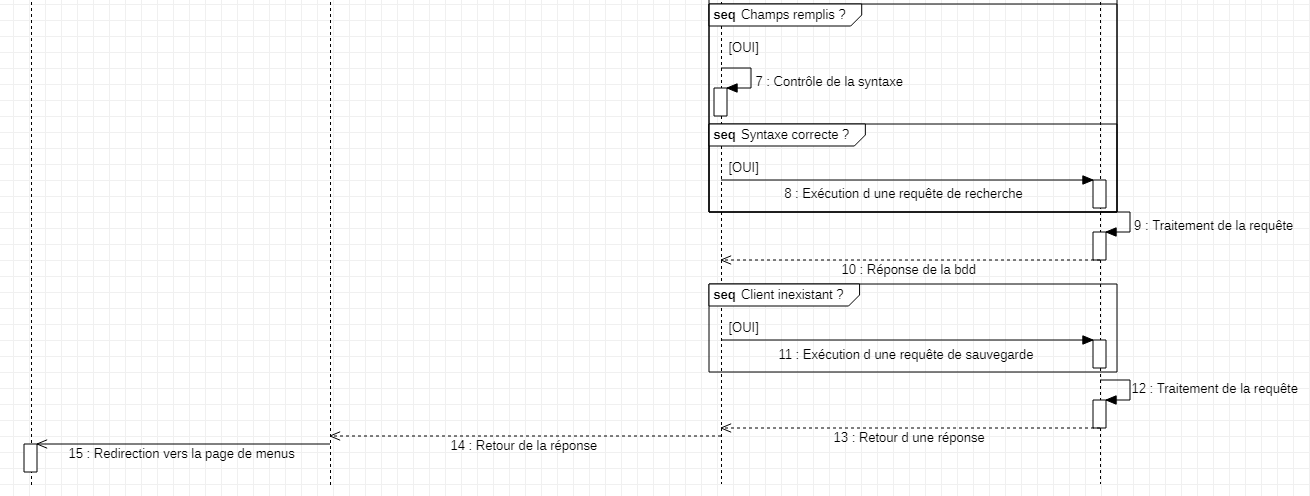 seq Champs remplis ?
[OUI]
7 : Contrôle de la syntaxe
seq Syntaxe correcte ?
[OUI]
8 : Exécution d une requête de recherche
9 : Traitement de la requête
10 : Réponse de la bdd
seq Client inexistant ?
[OUI]
11 : Exécution d une requête de sauvegarde
12 : Traitement de la requête
13 : Retour d une réponse
14 : Retour de la réponse
15 : Redirection vers la page de menus